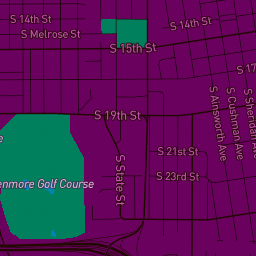 S 14th St
S 14th St
S Melrose St
S 15th St
S 17
S 19th St
S Ainsworth Ave
S Cushman Ave
S Sheridan Ave
e
S 21st St
S State St
S 23rd St
enmore Golf Course